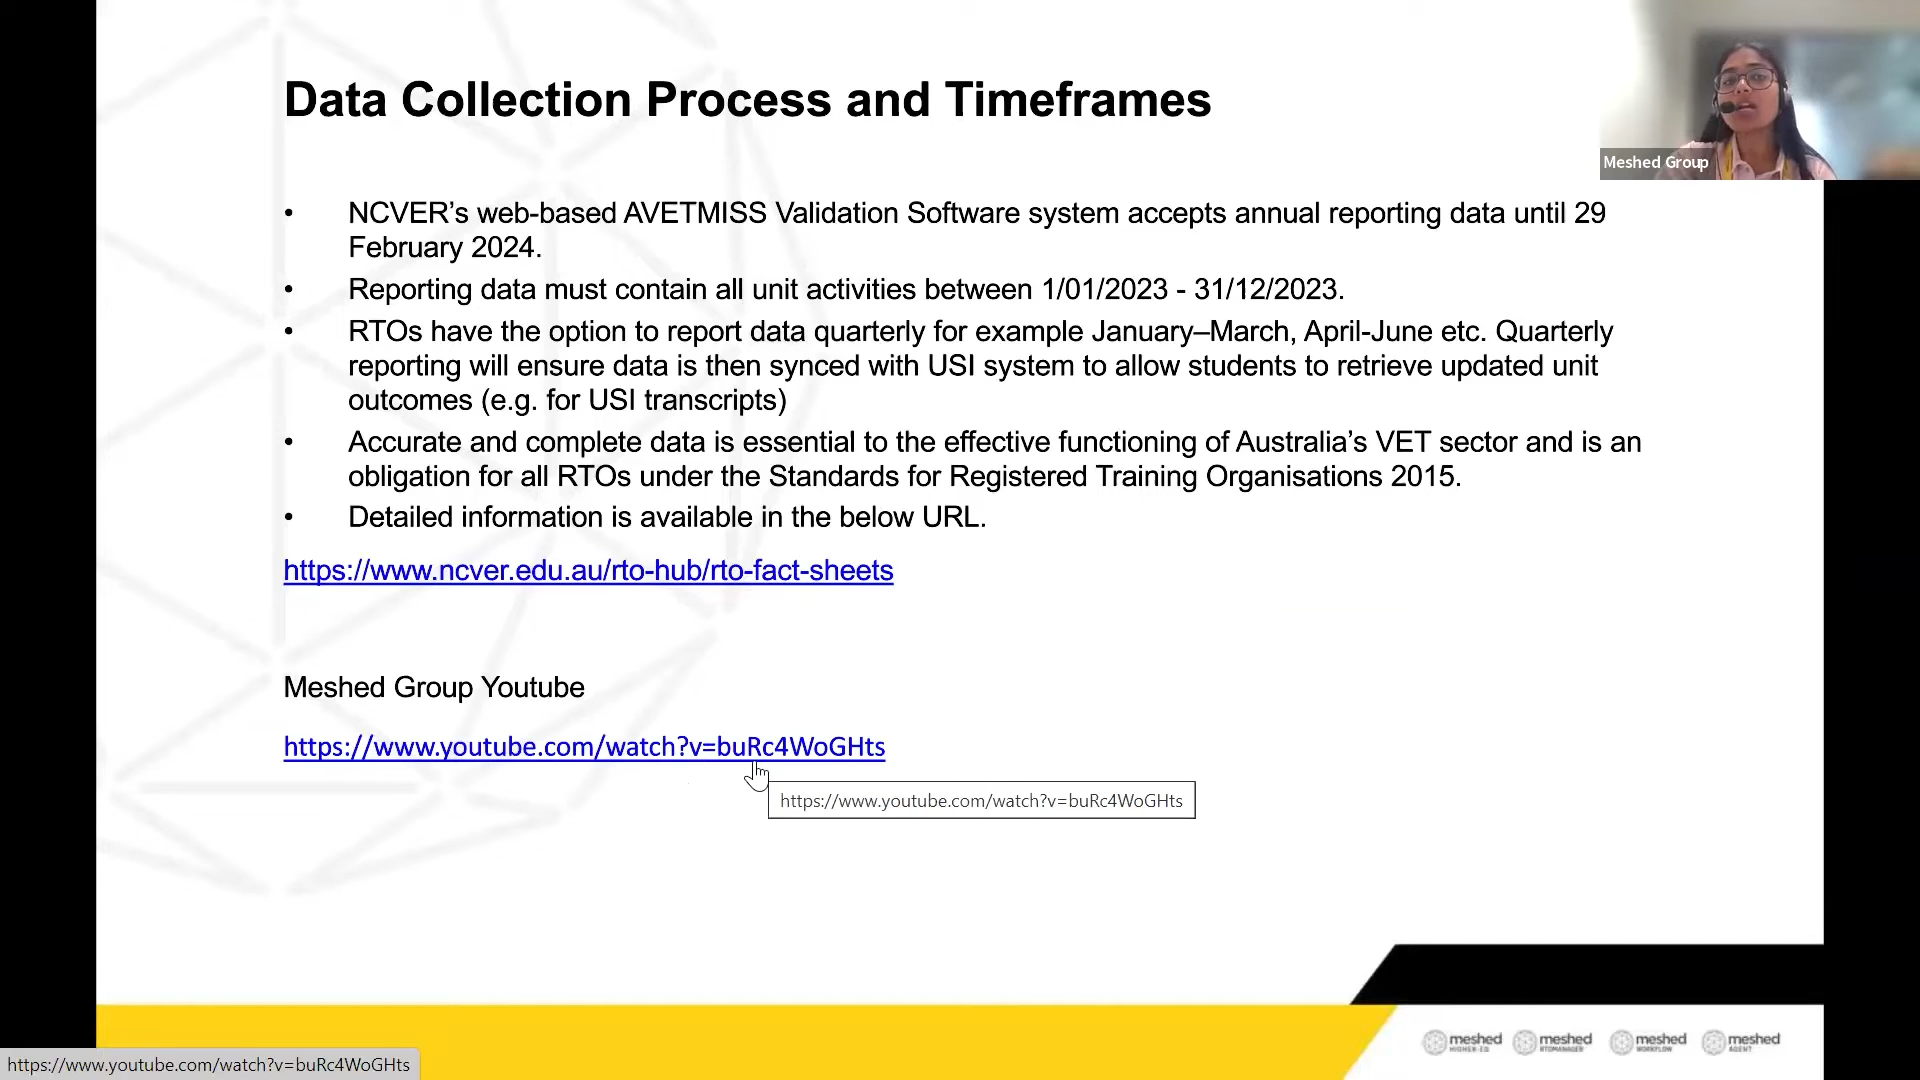 Data Collection Process and Timeframes
Meshed Group
• NCVER’s web-based AVETMISS Validation Software system accepts annual reporting data until 29
February 2024.
• Reporting data must contain all unit activities between 1/01/2023 - 31/12/2023.
• RTOs have the option to report data quarterly for example January–March, April-June etc. Quarterly
reporting will ensure data is then synced with USI system to allow students to retrieve updated unit
outcomes (e.g. for USI transcripts)
• Accurate and complete data is essential to the effective functioning of Australia’s VET sector and is an
obligation for all RTOs under the Standards for Registered Training Organisations 2015.
• Detailed information is available in the below URL.
https://www.ncver.edu.au/rto-hub/rto-fact-sheets
Meshed Group Youtube
https://www.youtube.com/watch?v=buRc4WoGHts
https://www.youtube.com/watch?v=buRc4WoGHts
meshed HIGHER-ED meshed RTOMANAGER meshed WORKFLOW meshed AGENT
https://www.youtube.com/watch?v=buRc4WoGHts